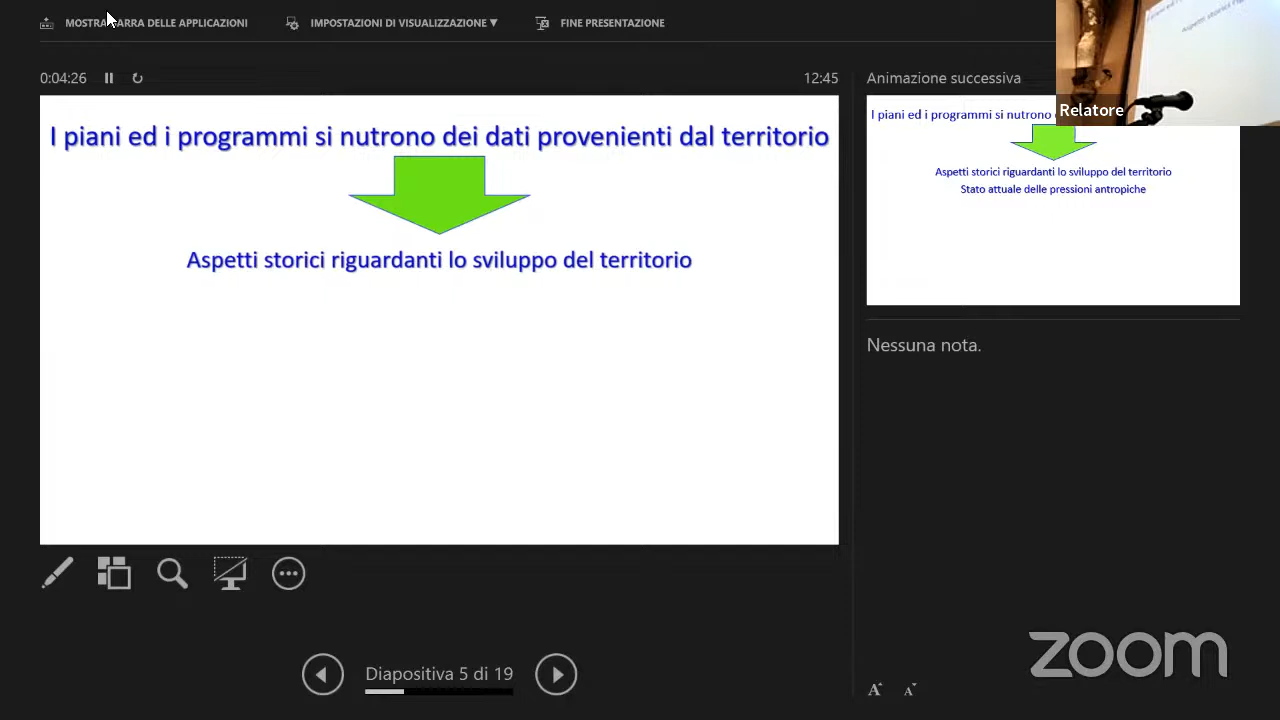 MOSTRA BARRA DELLE APPLICAZIONI
IMPOSTAZIONI DI VISUALIZZAZIONE
FINE PRESENTAZIONE
0:04:26
12:45
I piani ed i programmi si nutrono dei dati provenienti dal territorio
Aspetti storici riguardanti lo sviluppo del territorio
Animazione successiva
I piani ed i programmi si nutrono
Aspetti storici riguardanti lo sviluppo del territorio
Stato attuale delle pressioni antropiche
Relatore
Nessuna nota.
Diapositiva 5 di 19
A A
zoom